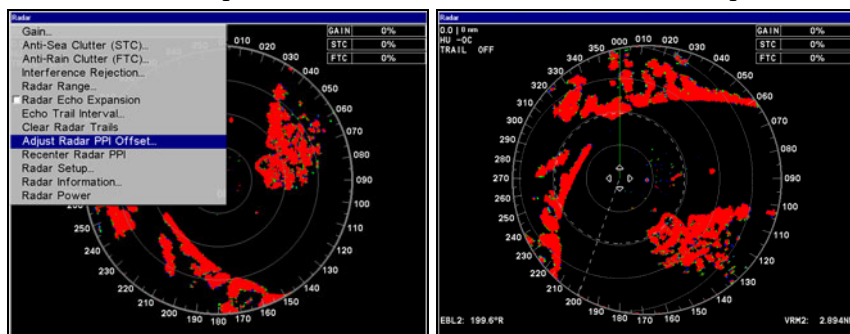 Radar
Gain...
Anti-Sea Clutter (STC)...
Anti-Rain Clutter (FTC)...
Interference Rejection...
Radar Range...
Radar Echo Expansion
Echo Trail Interval...
Clear Radar Trails
Adjust Radar PPI Offset...
Recenter Radar PPI
Radar Setup...
Radar Information...
Radar Power
GAIN 0%
STC 0%
FTC 0%
010
020
030
040
050
060
070
080
090
100
110
120
130
140
150
160
170
180
190
200
210
220
230
240
250
Radar
0.0 | 0 nm
HU -OC
TRAIL OFF
GAIN 0%
STC 0%
FTC 0%
000
010
020
030
040
050
060
070
080
090
100
110
120
130
140
150
160
170
180
190
200
210
220
230
240
250
260
270
280
290
300
310
320
330
340
350
EBL2: 199.6°R
VRM2: 2.894N